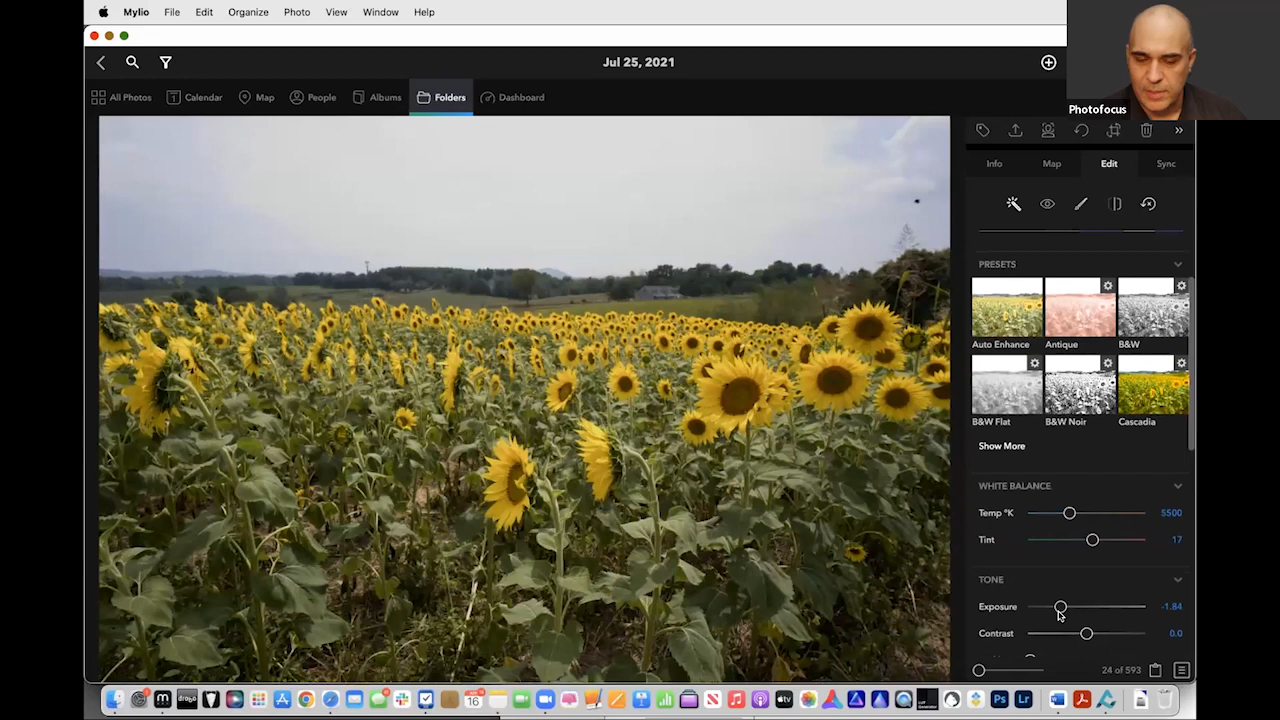 Mylio File Edit Organize Photo View Window Help
Jul 25, 2021
Photofocus
All Photos Calendar Map People Albums Folders Dashboard
Info Map Edit Sync
PRESETS
Auto Enhance Antique B&W
B&W Flat B&W Noir Cascadia
Show More
WHITE BALANCE
Temp °K 5500
Tint 17
TONE
Exposure -1.84
Contrast 0.0
24 of 593